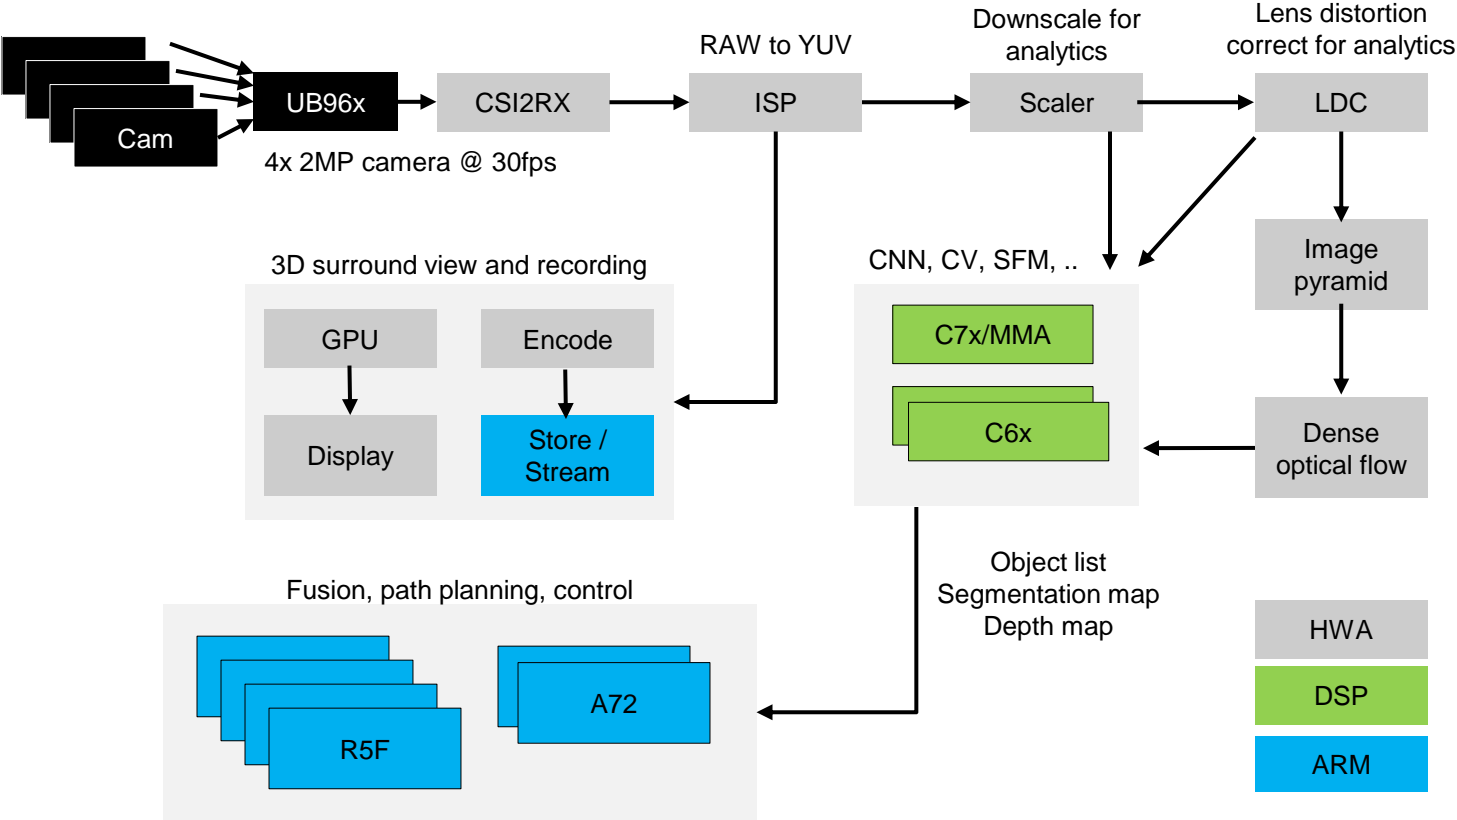 Downscale for
analytics
Lens distortion
correct for analytics
RAW to YUV
Cam
UB96x
CSI2RX
ISP
Scaler
LDC
4x 2MP camera @ 30fps
3D surround view and recording
GPU
Encode
Display
Store /
Stream
CNN, CV, SFM, ..
C7x/MMA
C6x
Image
pyramid
Dense
optical flow
Object list
Segmentation map
Depth map
Fusion, path planning, control
R5F
A72
HWA
DSP
ARM